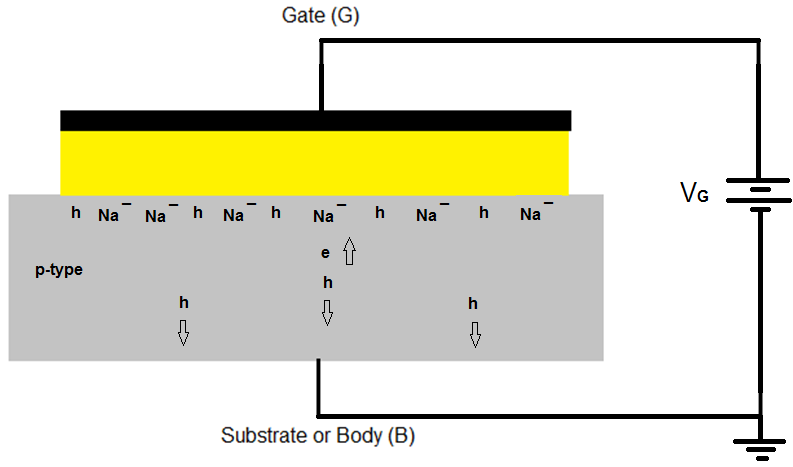 Gate (G)
VG
h Na⁻ Na⁻ h Na⁻ h Na⁻ h Na⁻ h Na⁻
e
p-type
h
h h
Substrate or Body (B)